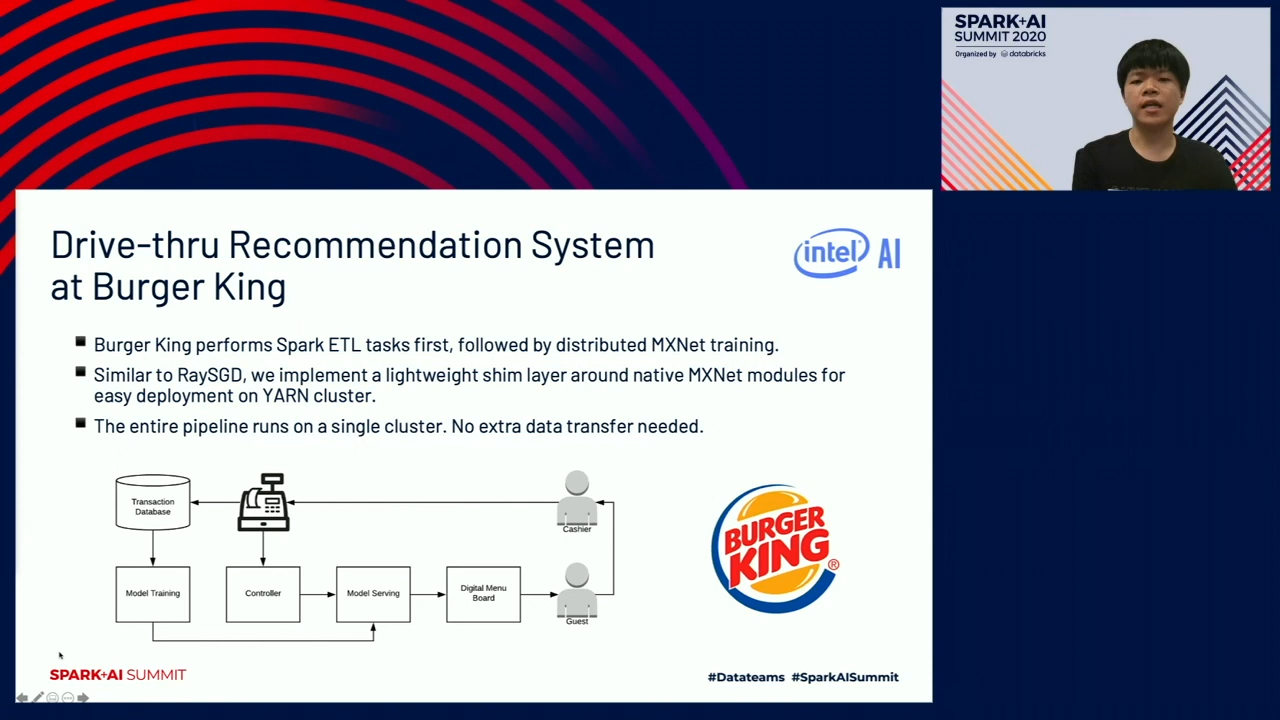 SPARK+AI
SUMMIT 2020
Organized by databricks
Drive-thru Recommendation System
at Burger King
intel AI
Burger King performs Spark ETL tasks first, followed by distributed MXNet training.
Similar to RaySGD, we implement a lightweight shim layer around native MXNet modules for
easy deployment on YARN cluster.
The entire pipeline runs on a single cluster. No extra data transfer needed.
Transaction
Database
Cashier
Model Training
Controller
Model Serving
Digital Menu
Board
Guest
BURGER
KING
®
SPARK+AI SUMMIT
#Datateams #SparkAISummit